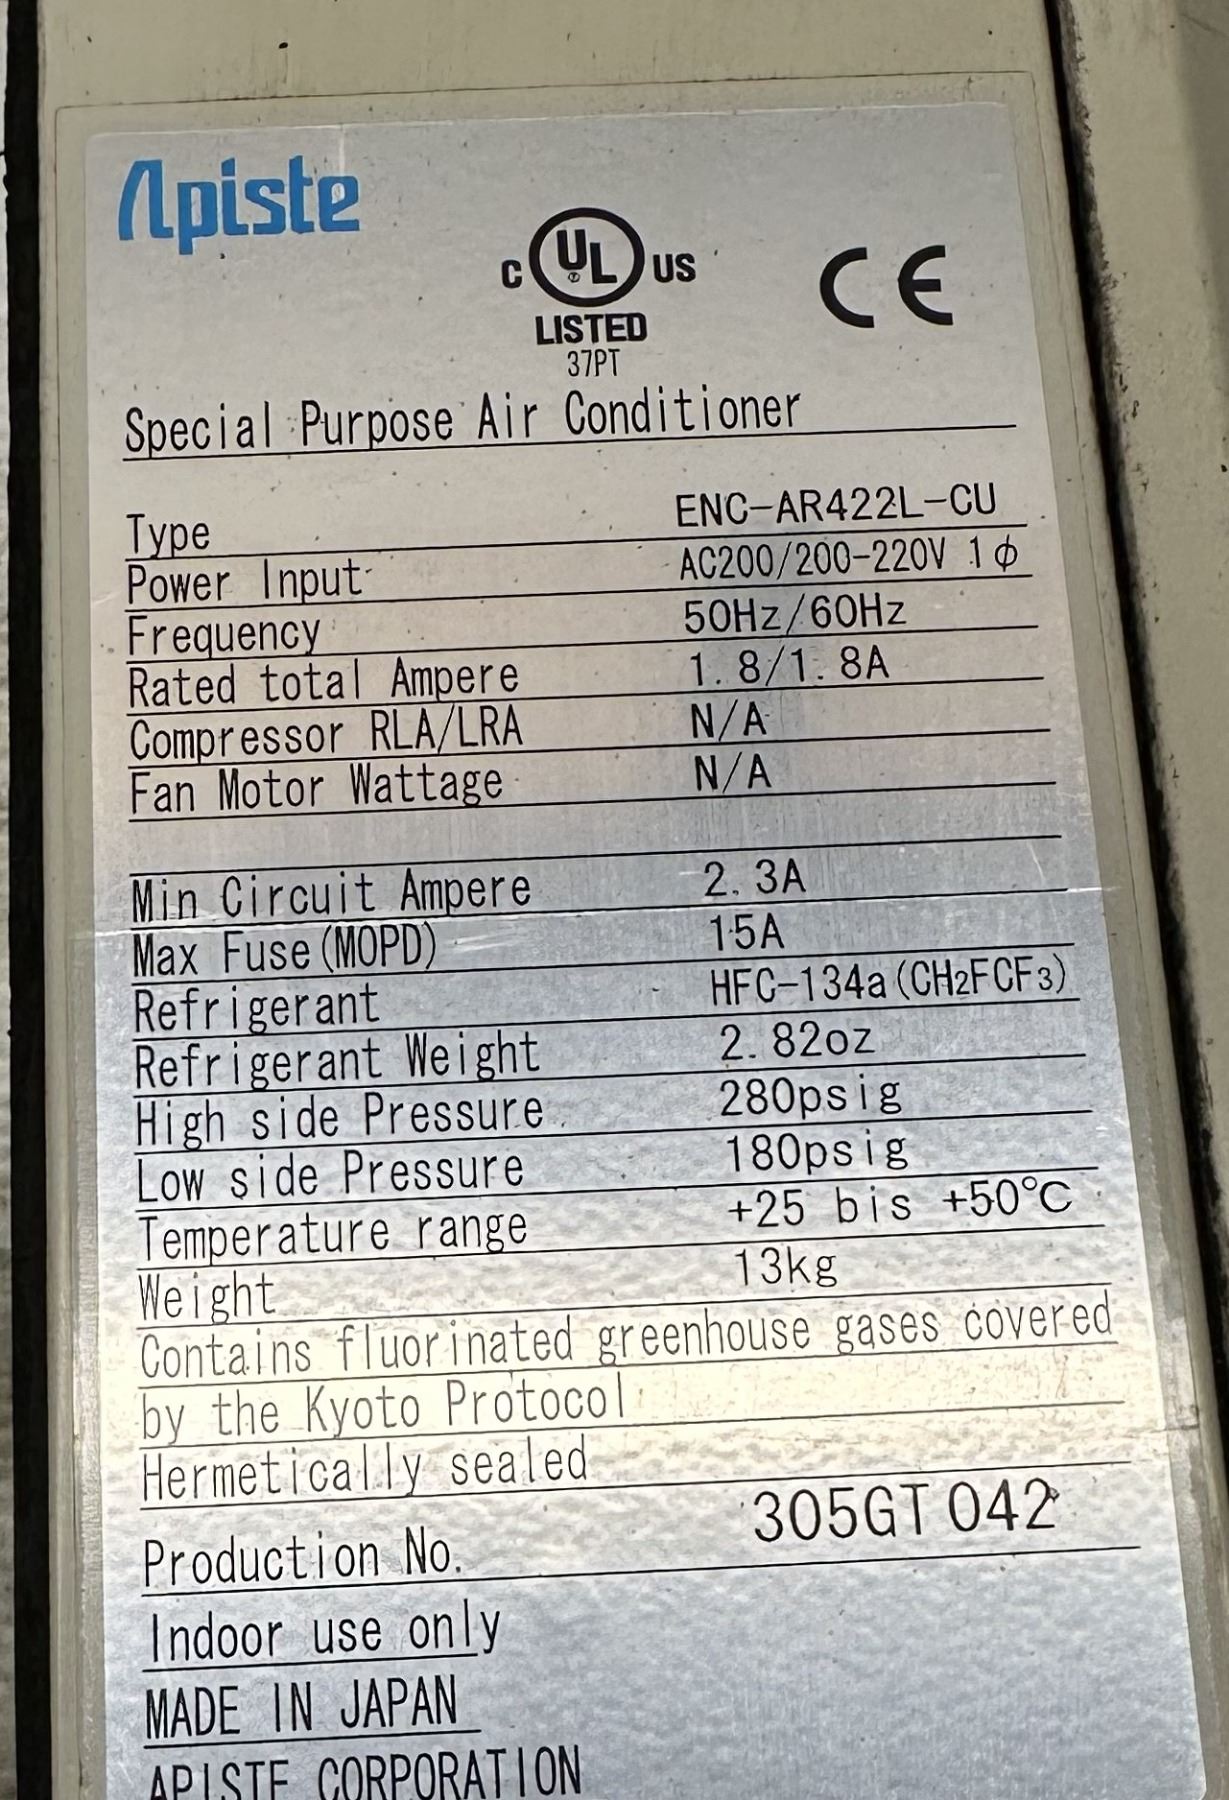 Apiste
C UL US
LISTED
37PT
CE
Special Purpose Air Conditioner
Type ENC-AR422L-CU
Power Input AC200/200-220V 1ϕ
Frequency 50Hz/60Hz
Rated total Ampere 1.8/1.8A
Compressor RLA/LRA N/A
Fan Motor Wattage N/A
Min Circuit Ampere 2.3A
Max Fuse(MOPD) 15A
Refrigerant HFC-134a(CH2FCF3)
Refrigerant Weight 2.82oz
High side Pressure 280psig
Low side Pressure 180psig
Temperature range +25 bis +50℃
Weight 13kg
Contains fluorinated greenhouse gases covered
by the Kyoto Protocol
Hermetically sealed
Production No. 305GT042
Indoor use only
MADE IN JAPAN
APISTE CORPORATION